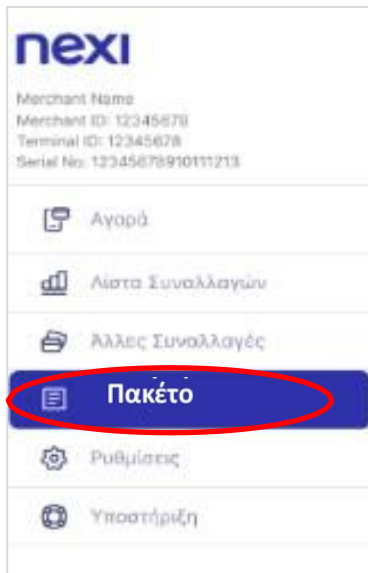 nexi
Merchant Name
Merchant ID: 12345678
Terminal ID: 12345678
Serial No: 12345678910111213
Αγορά
Λίστα Συναλλαγών
Άλλες Συναλλαγές
Πακέτο
Ρυθμίσεις
Υποστήριξη